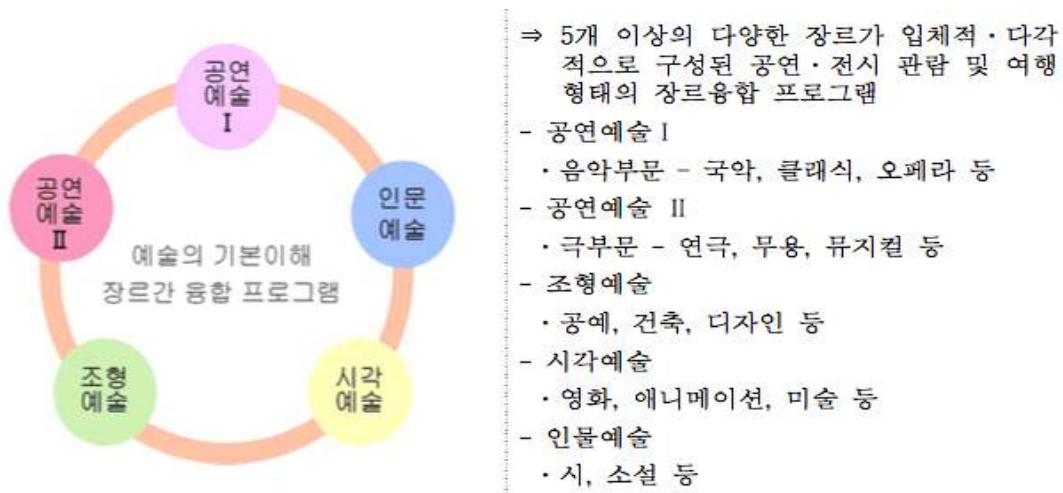 공연
예술
Ⅰ
공연
예술
Ⅱ
인문
예술
예술의 기본이해
장르간 융합 프로그램
조형
예술
시각
예술
⇒ 5개 이상의 다양한 장르가 입체적·다각
적으로 구성된 공연·전시 관람 및 여행
형태의 장르융합 프로그램
- 공연예술Ⅰ
·음악부문 - 국악, 클래식, 오페라 등
- 공연예술 Ⅱ
·극부문 - 연극, 무용, 뮤지컬 등
- 조형예술
·공예, 건축, 디자인 등
- 시각예술
·영화, 애니메이션, 미술 등
- 인물예술
·시, 소설 등